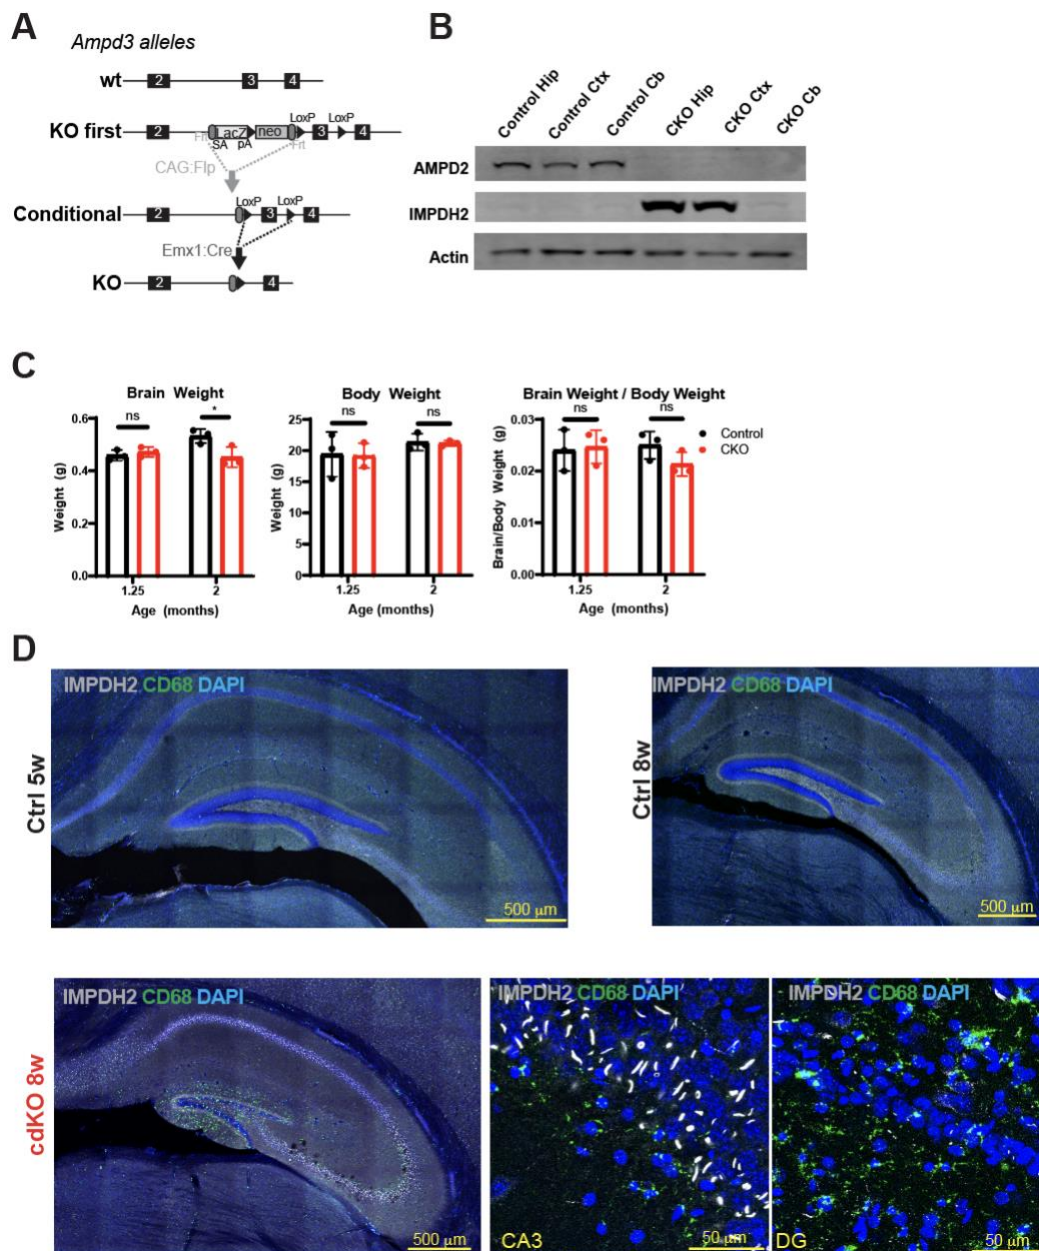 A
Ampd3 alleles
wt
2 3 4
KO first
2 Frt LacZ neo Frt LoxP 3 LoxP 4
SA pA
CAG:Flp
Conditional
2 LoxP 3 LoxP 4
Emx1:Cre
KO
2 4
B
Control Hip
Control Ctx
Control Cb
CKO Hip
CKO Ctx
CKO Cb
AMPD2
IMPDH2
Actin
C
Brain Weight
ns
*
Weight (g)
0.6
0.4
0.2
0.0
1.25 2
Age (months)
Body Weight
ns
ns
Weight (g)
25
20
15
10
5
0
1.25 2
Age (months)
Brain Weight / Body Weight
ns
ns
Brain/Body Weight (g)
0.03
0.02
0.01
0.00
1.25 2
Age (months)
Control
CKO
D
Ctrl 5w
IMPDH2 CD68 DAPI
500 µm
Ctrl 8w
IMPDH2 CD68 DAPI
500 µm
cdKO 8w
IMPDH2 CD68 DAPI
500 µm
IMPDH2 CD68 DAPI
CA3
50 µm
IMPDH2 CD68 DAPI
DG
50 µm